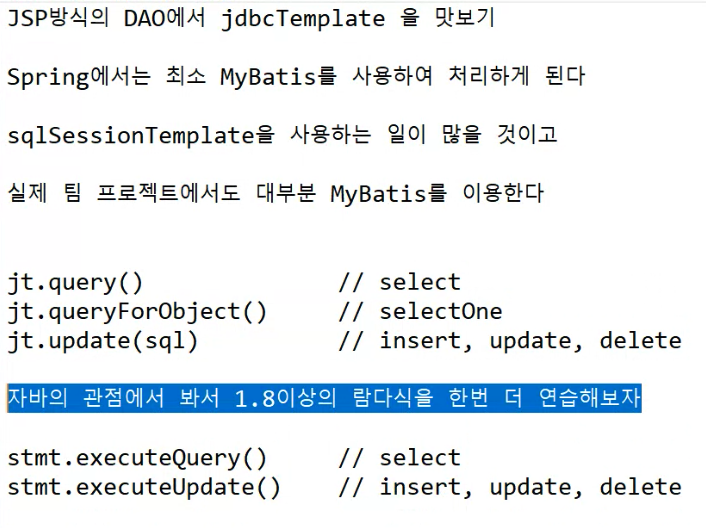 JSP방식의 DAO에서 jdbcTemplate 을 맛보기
Spring에서는 최소 MyBatis를 사용하여 처리하게 된다
sqlSessionTemplate을 사용하는 일이 많을 것이고
실제 팀 프로젝트에서도 대부분 MyBatis를 이용한다
jt.query() // select
jt.queryForObject() // selectOne
jt.update(sql) // insert, update, delete
자바의 관점에서 봐서 1.8이상의 람다식을 한번 더 연습해보자
stmt.executeQuery() // select
stmt.executeUpdate() // insert, update, delete